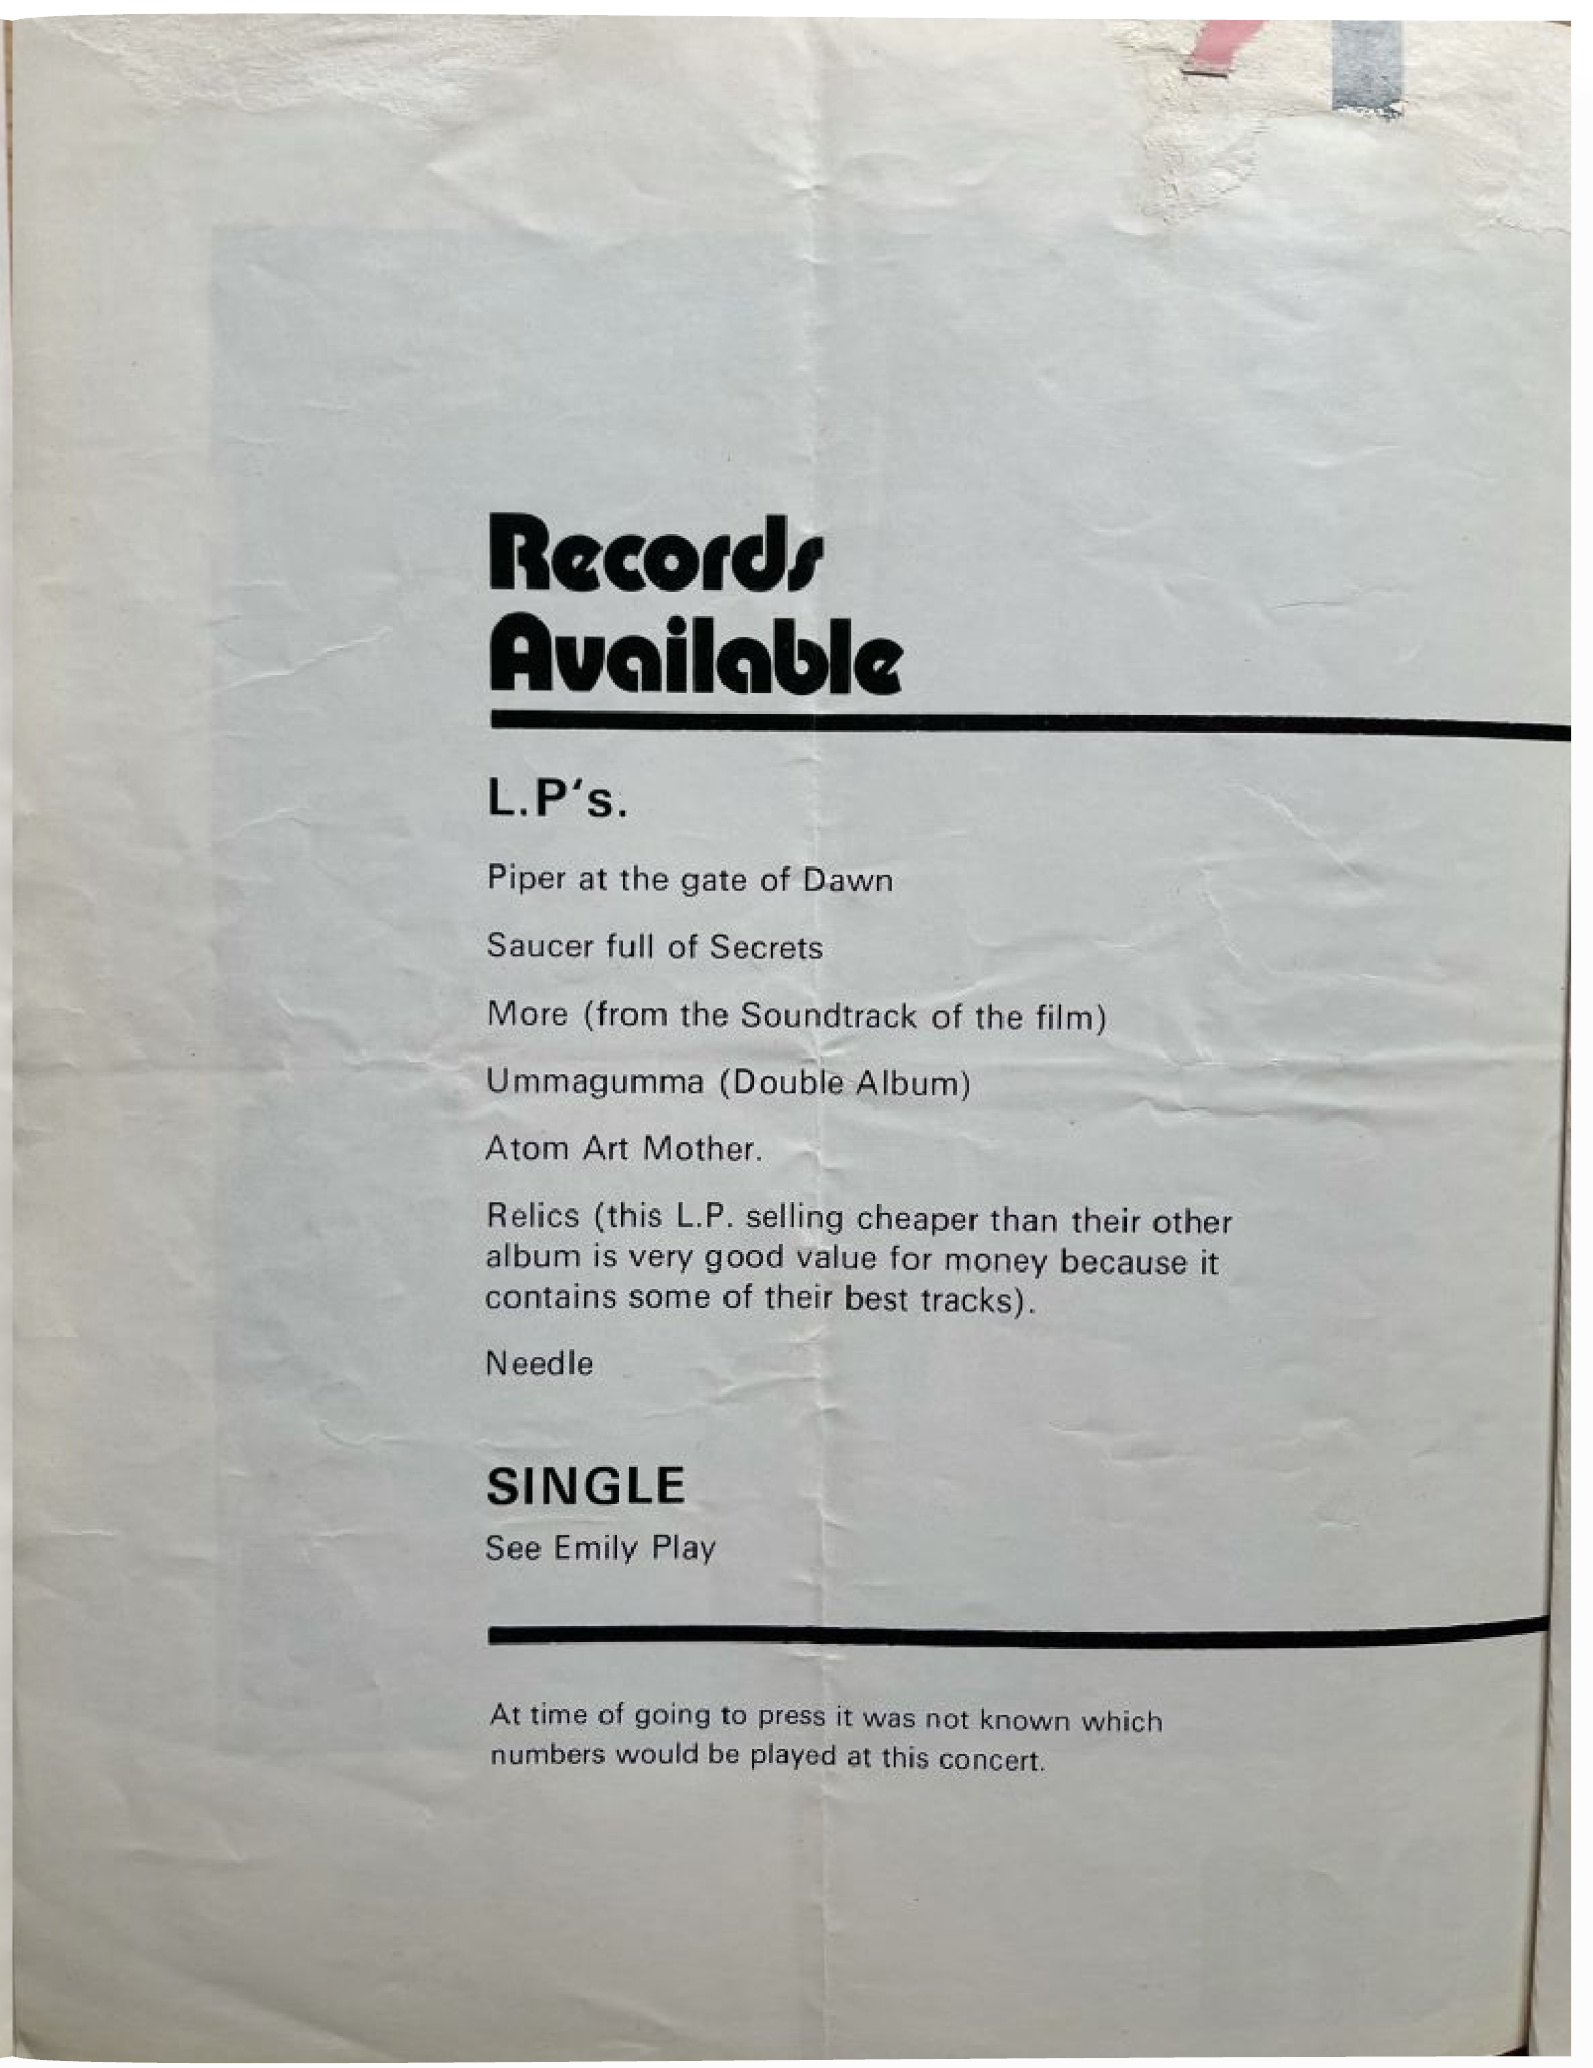 Records
Available
L.P's.
Piper at the gate of Dawn
Saucer full of Secrets
More (from the Soundtrack of the film)
Ummagumma (Double Album)
Atom Art Mother.
Relics (this L.P. selling cheaper than their other
album is very good value for money because it
contains some of their best tracks).
Needle
SINGLE
See Emily Play
At time of going to press it was not known which
numbers would be played at this concert.